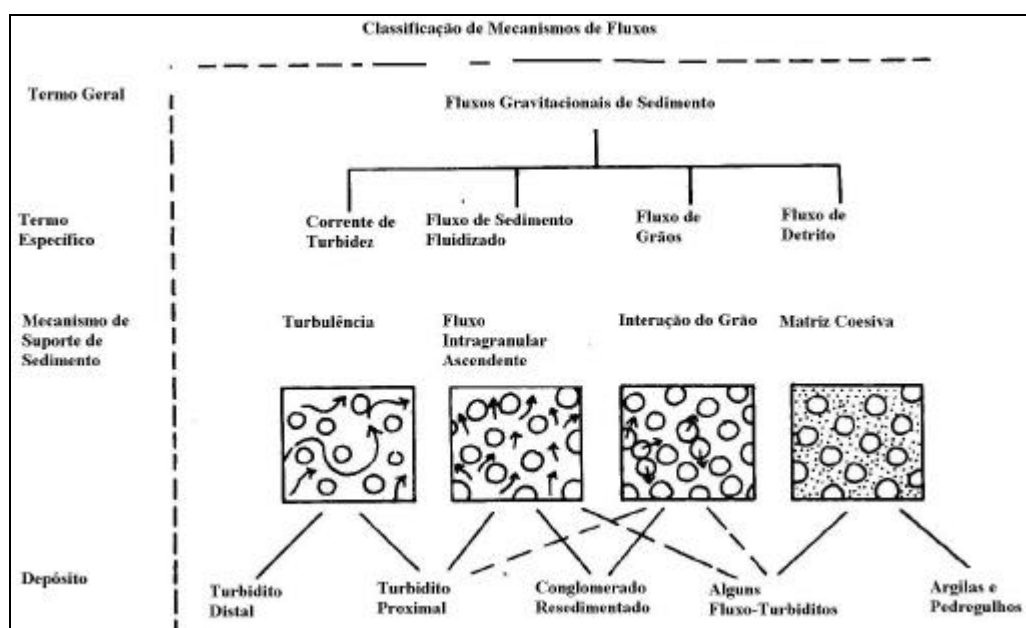 Classificação de Mecanismos de Fluxos
Termo Geral
Fluxos Gravitacionais de Sedimento
Termo
Específico
Corrente de
Turbidez
Fluxo de Sedimento
Fluidizado
Fluxo de
Grãos
Fluxo de
Detrito
Mecanismo de
Suporte de
Sedimento
Turbulência
Fluxo
Intragranular
Ascendente
Interação do Grão
Matriz Coesiva
Depósito
Turbidito
Distal
Turbidito
Proximal
Conglomerado
Resedimentado
Alguns
Fluxo-Turbiditos
Argilas e
Pedregulhos